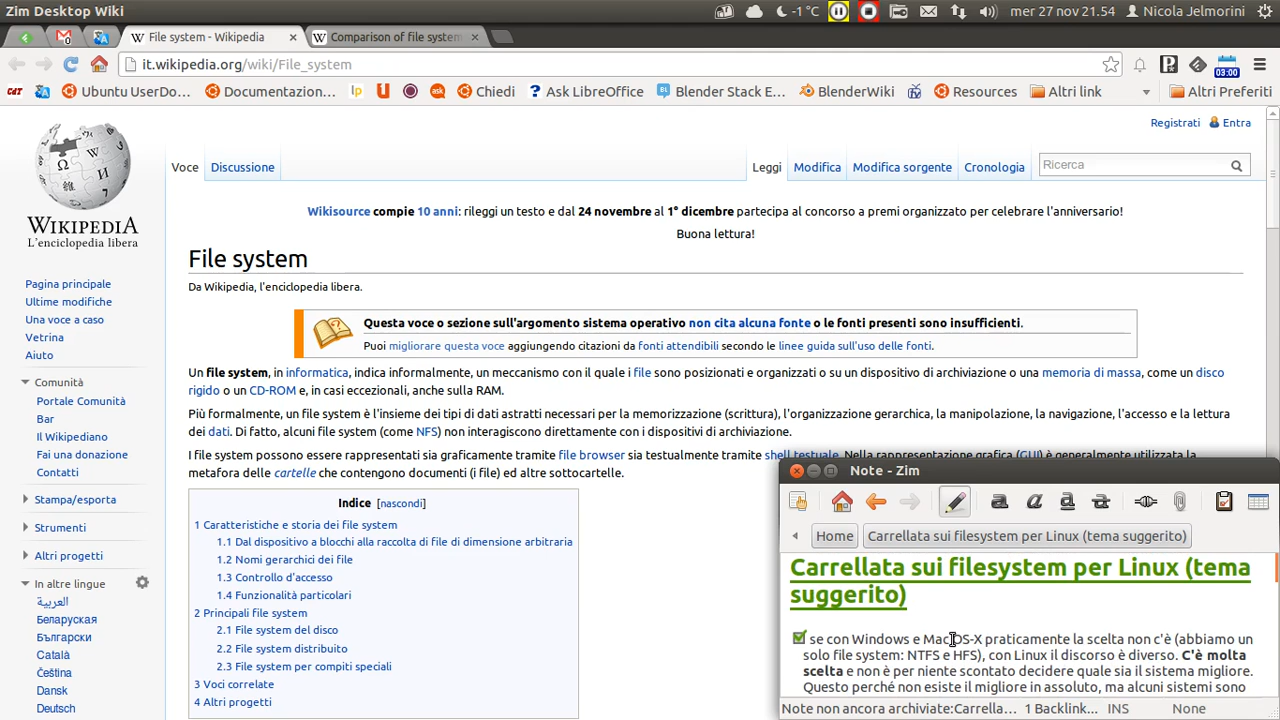 Zim Desktop Wiki
-1 °C
mer 27 nov 21.54
Nicola Jelmorini
File system - Wikipedia
Comparison of file system
it.wikipedia.org/wiki/File_system
03:00
CAT
Ubuntu UserDo...
Documentazion...
lp
Chiedi
Ask LibreOffice
Blender Stack E...
BlenderWiki
Resources
Altri link
Altri Preferiti
Registrati
Entra
WIKIPEDIA
L'enciclopedia libera
Voce
Discussione
Leggi
Modifica
Modifica sorgente
Cronologia
Ricerca
Wikisource compie 10 anni: rileggi un testo e dal 24 novembre al 1° dicembre partecipa al concorso a premi organizzato per celebrare l'anniversario!
Buona lettura!
File system
Da Wikipedia, l'enciclopedia libera.
Questa voce o sezione sull'argomento sistema operativo non cita alcuna fonte o le fonti presenti sono insufficienti.
Puoi migliorare questa voce aggiungendo citazioni da fonti attendibili secondo le linee guida sull'uso delle fonti.
Un file system, in informatica, indica informalmente, un meccanismo con il quale i file sono posizionati e organizzati o su un dispositivo di archiviazione o una memoria di massa, come un disco
rigido o un CD-ROM e, in casi eccezionali, anche sulla RAM.
Più formalmente, un file system è l'insieme dei tipi di dati astratti necessari per la memorizzazione (scrittura), l'organizzazione gerarchica, la manipolazione, la navigazione, l'accesso e la lettura
dei dati. Di fatto, alcuni file system (come NFS) non interagiscono direttamente con i dispositivi di archiviazione.
I file system possono essere rappresentati sia graficamente tramite file browser sia testualmente tramite shell testuale. Nella rappresentazione grafica (GUI) è generalmente utilizzata la
metafora delle cartelle che contengono documenti (i file) ed altre sottocartelle.
Indice [nascondi]
1 Caratteristiche e storia dei file system
1.1 Dal dispositivo a blocchi alla raccolta di file di dimensione arbitraria
1.2 Nomi gerarchici dei file
1.3 Controllo d'accesso
1.4 Funzionalità particolari
2 Principali file system
2.1 File system del disco
2.2 File system distribuito
2.3 File system per compiti speciali
3 Voci correlate
4 Altri progetti
Pagina principale
Ultime modifiche
Una voce a caso
Vetrina
Aiuto
Comunità
Portale Comunità
Bar
Il Wikipediano
Fai una donazione
Contatti
Stampa/esporta
Strumenti
Altri progetti
In altre lingue
العربية
Беларуская
Български
Català
Čeština
Dansk
Deutsch
Note - Zim
Home
Carrellata sui filesystem per Linux (tema suggerito)
Carrellata sui filesystem per Linux (tema
suggerito)
se con Windows e MacOS-X praticamente la scelta non c'è (abbiamo un
solo file system: NTFS e HFS), con Linux il discorso è diverso. C'è molta
scelta e non è per niente scontato decidere quale sia il sistema migliore.
Questo perché non esiste il migliore in assoluto, ma alcuni sistemi sono
Note non ancora archiviate:Carrella...
1 Backlink...
INS
None